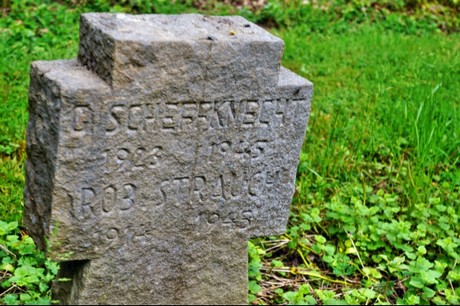 G SCHEFFKNECHT
1923 1945
ROB STRAUCH
1945